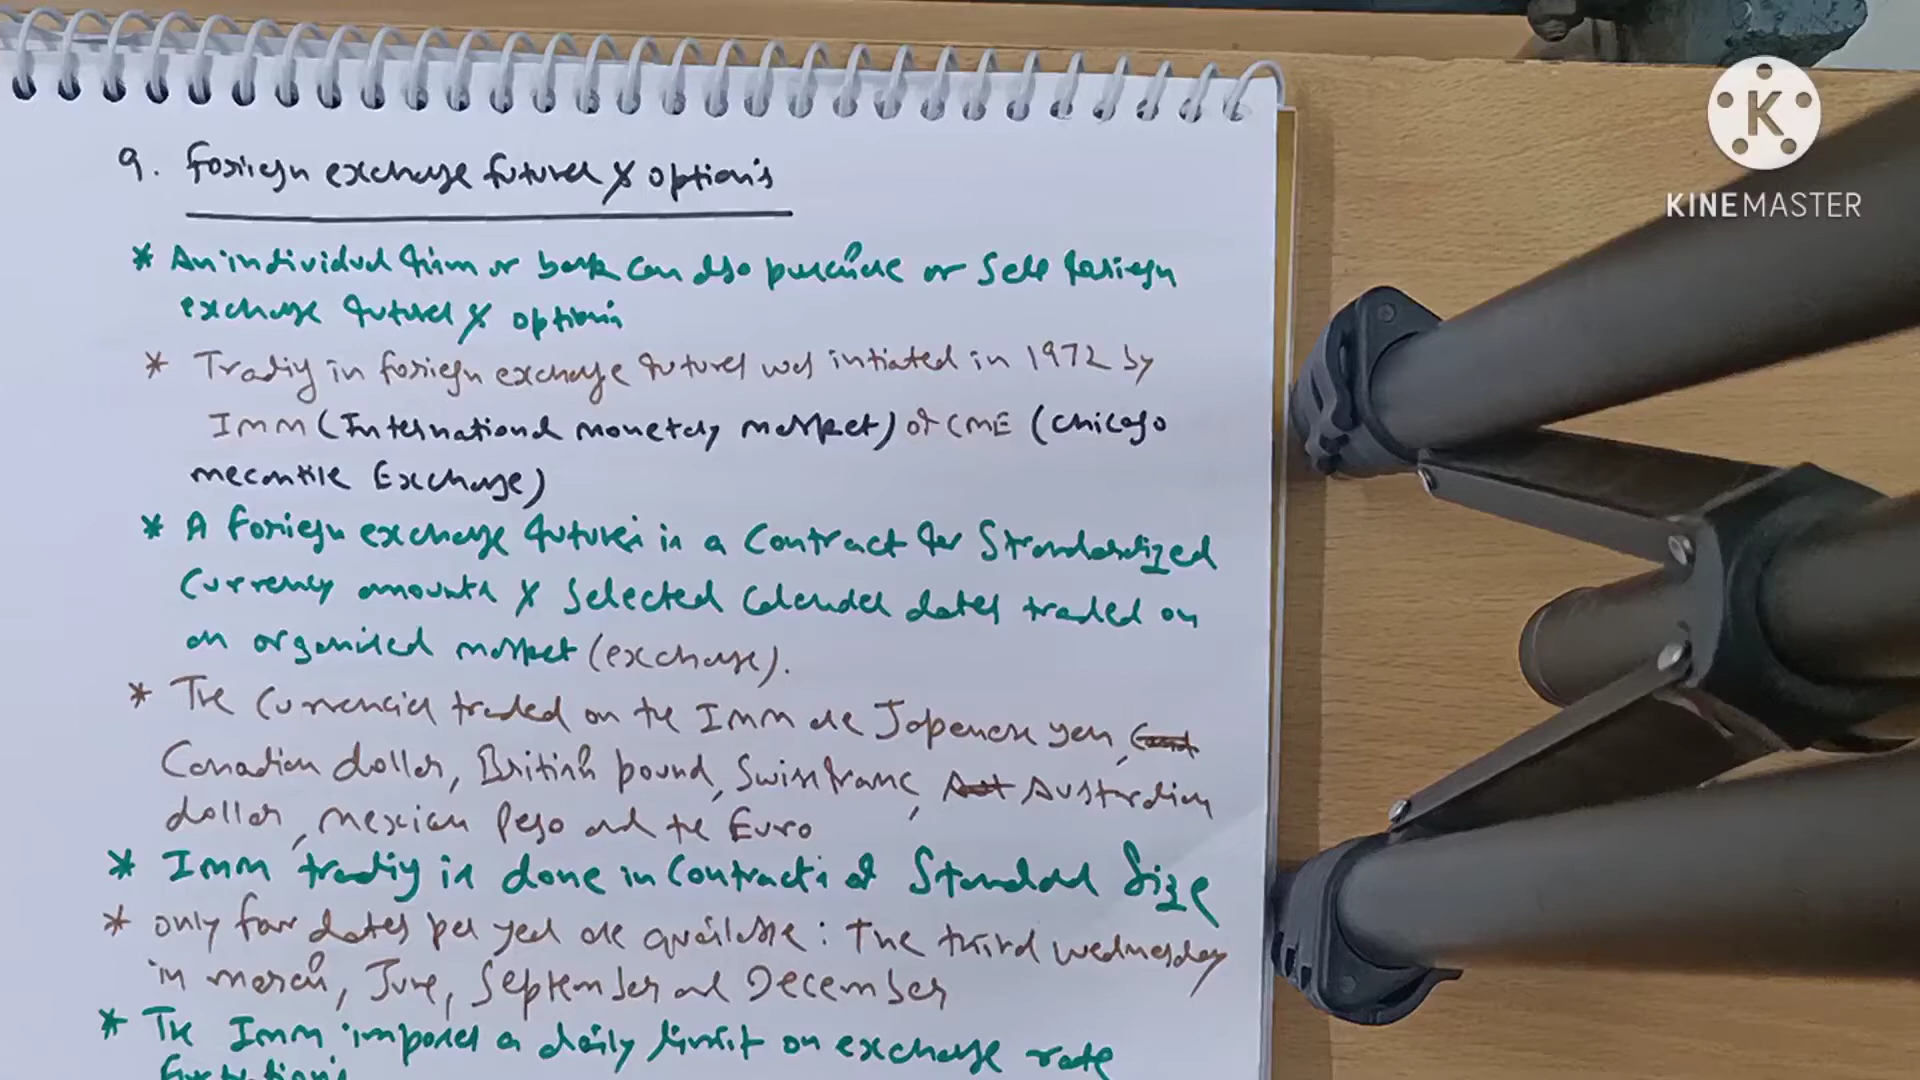 9. Foriegn exchange futures & options
* An individual firm or bank can also purchase or sell foriegn
exchange futures & options
* Trading in foriegn exchange futures was intiated in 1972 by
IMM (International monetary market) of CME (Chicago
mecantile Exchange)
* A foriegn exchange futures is a contract for Strandardized
currency amounts & selected calender dates traded on
an organised market (exchange).
* The currencies traded on the IMM are Japenese yen,
Canadian dollar, British pound, Swiss franc, Australian
dollar, Mexican Peso and the Euro
* IMM trading is done in contracts of Standard Size
* only four dates per year are available : The third wednesday
in march, June, September and December
* The IMM imposes a daily limit on exchange rate
K
KINEMASTER